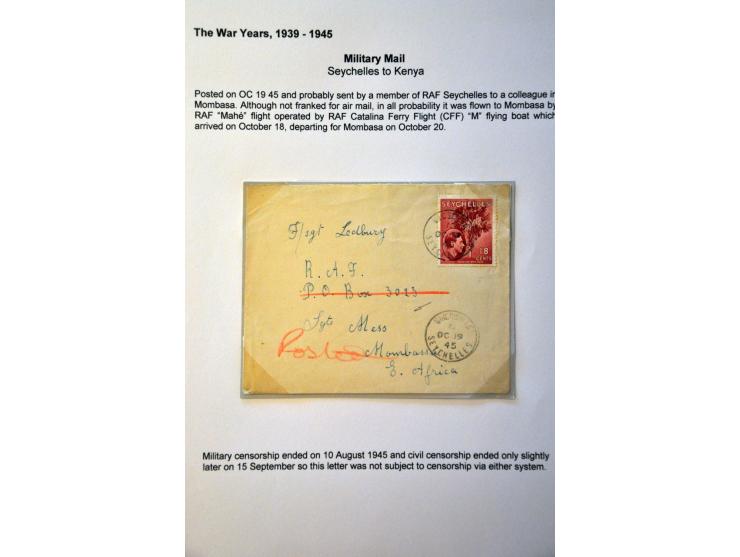 The War Years, 1939 - 1945
Military Mail
Seychelles to Kenya
Posted on OC 19 45 and probably sent by a member of RAF Seychelles to a colleague in
Mombasa. Although not franked for air mail, in all probability it was flown to Mombasa by
RAF "Mahé" flight operated by RAF Catalina Ferry Flight (CFF) "M" flying boat which
arrived on October 18, departing for Mombasa on October 20.
SEYCHELLES
18
CENTS
F/sgt Ledbury
R.A.F.
P.O. Box 3023
Sgts Mess
Mombasa
E. Africa
OC 19
45
SEYCHELLES
Military censorship ended on 10 August 1945 and civil censorship ended only slightly
later on 15 September so this letter was not subject to censorship via either system.